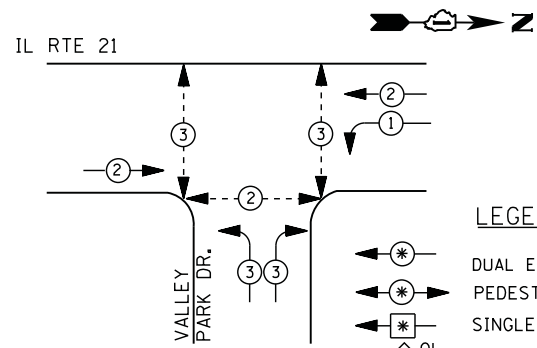 N
IL RTE 21
2
1
3
3
2
2
3
3
VALLEY
PARK DR.
LEGE
*
DUAL E
*
PEDEST
*
SINGLE